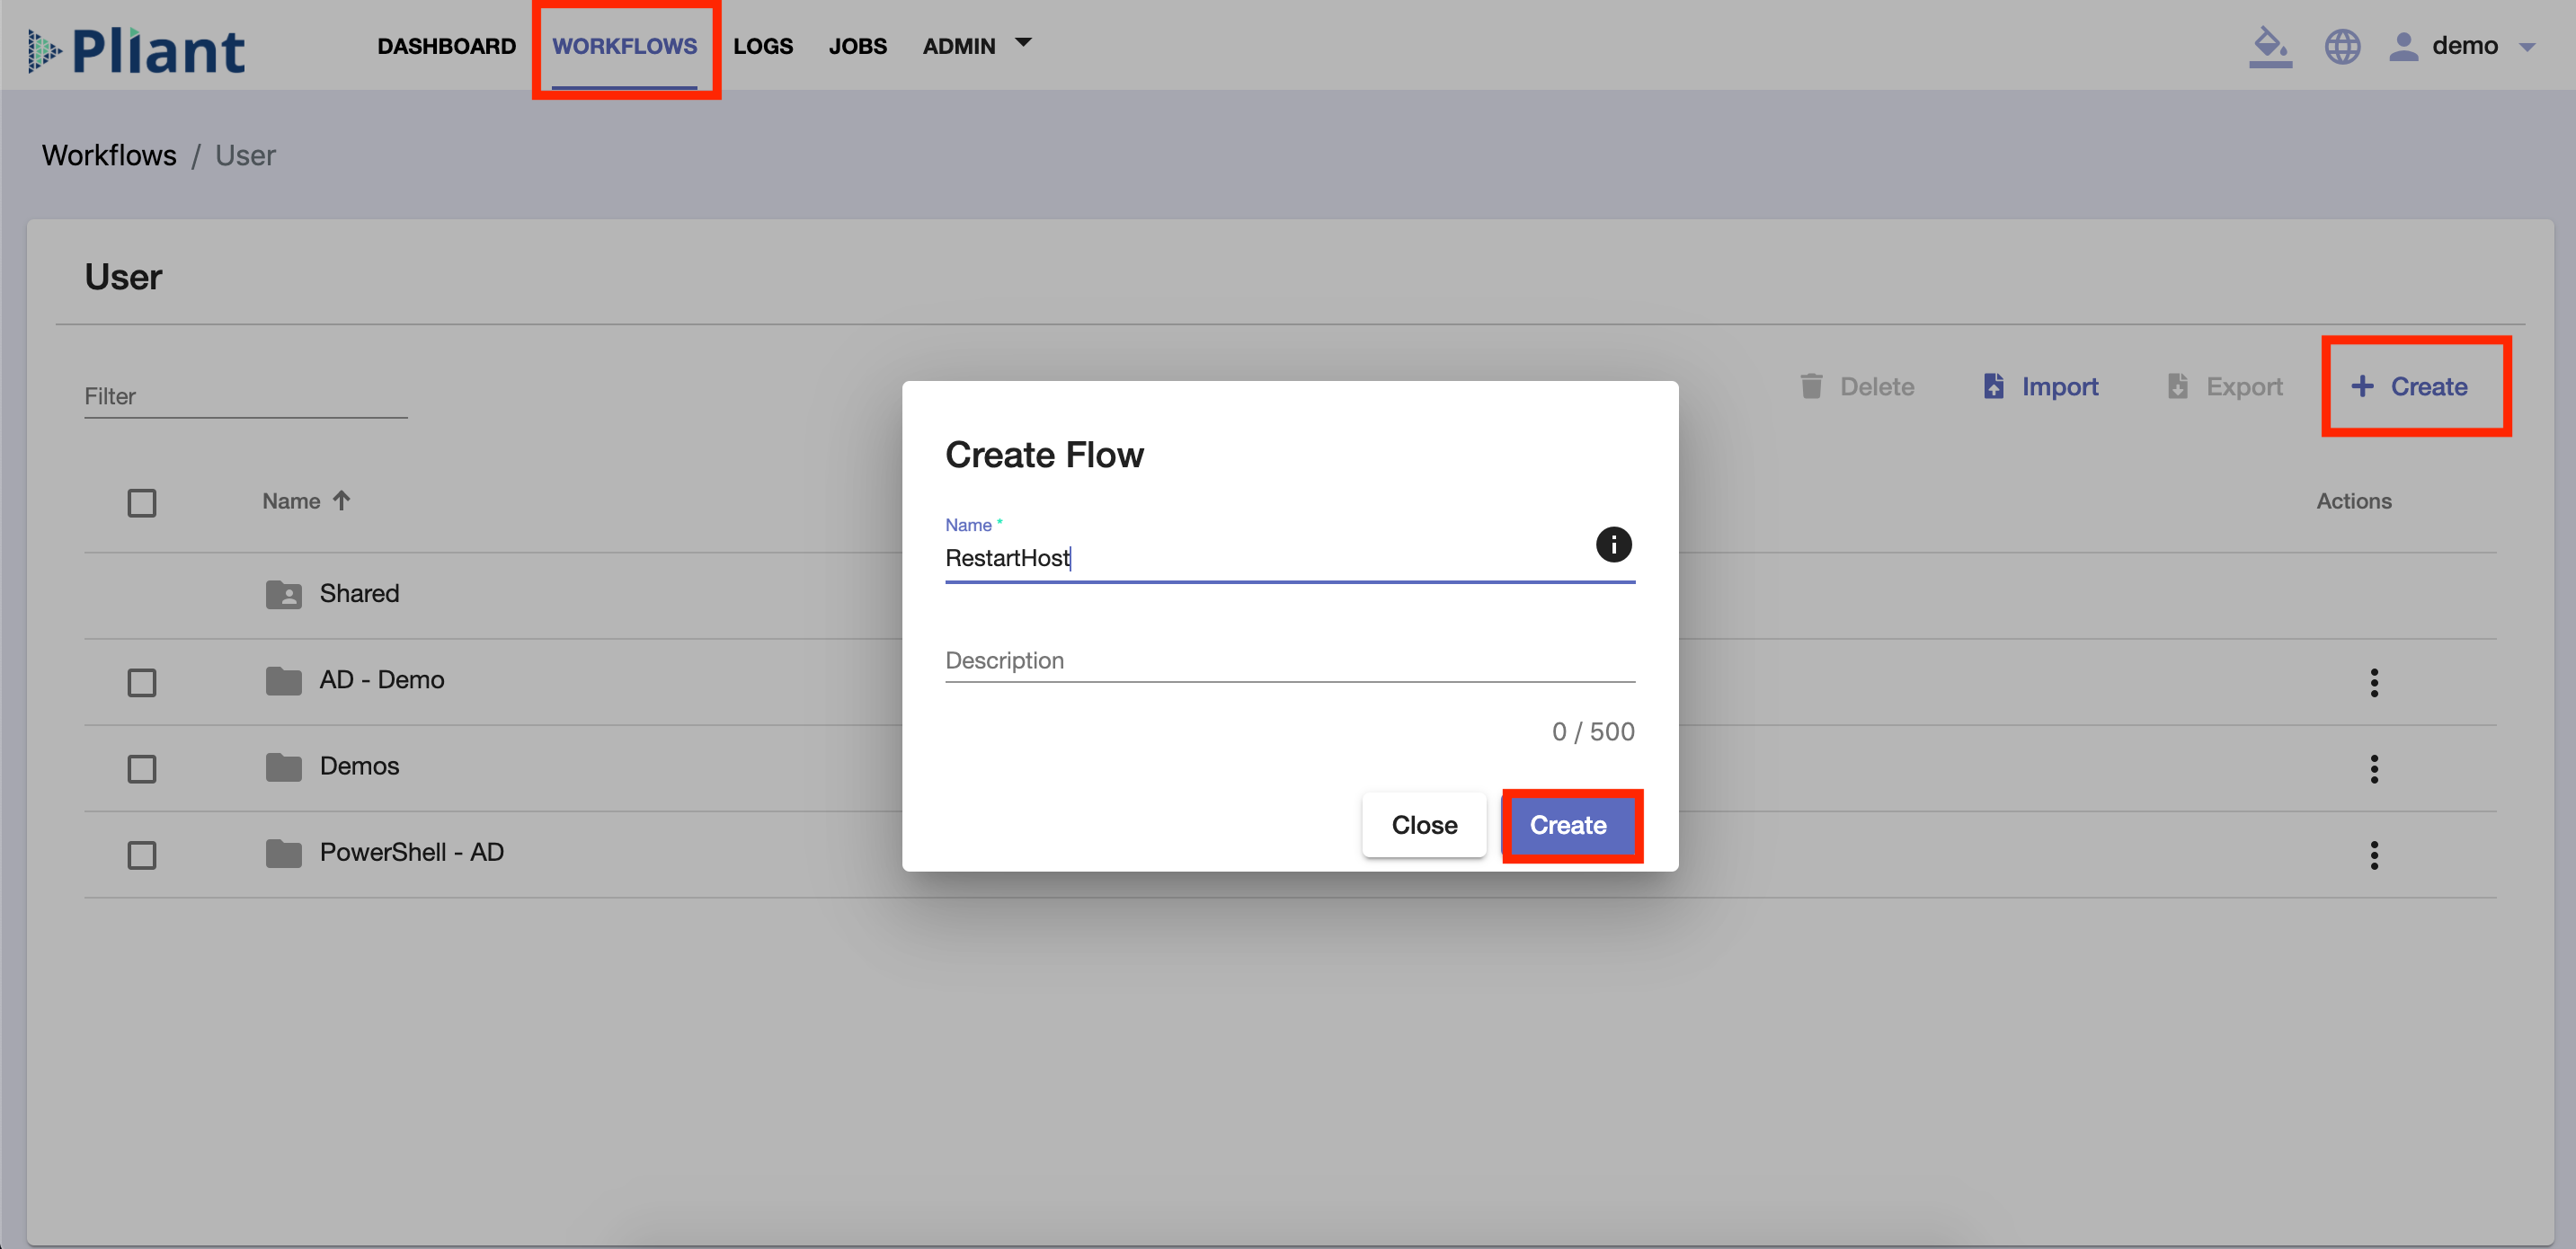 Pliant
DASHBOARD WORKFLOWS LOGS JOBS ADMIN demo
Workflows / User
User
Filter
Delete Import Export + Create
Name Actions
Shared
AD - Demo
Demos
PowerShell - AD
Create Flow
Name *
RestartHost
Description
0 / 500
Close Create